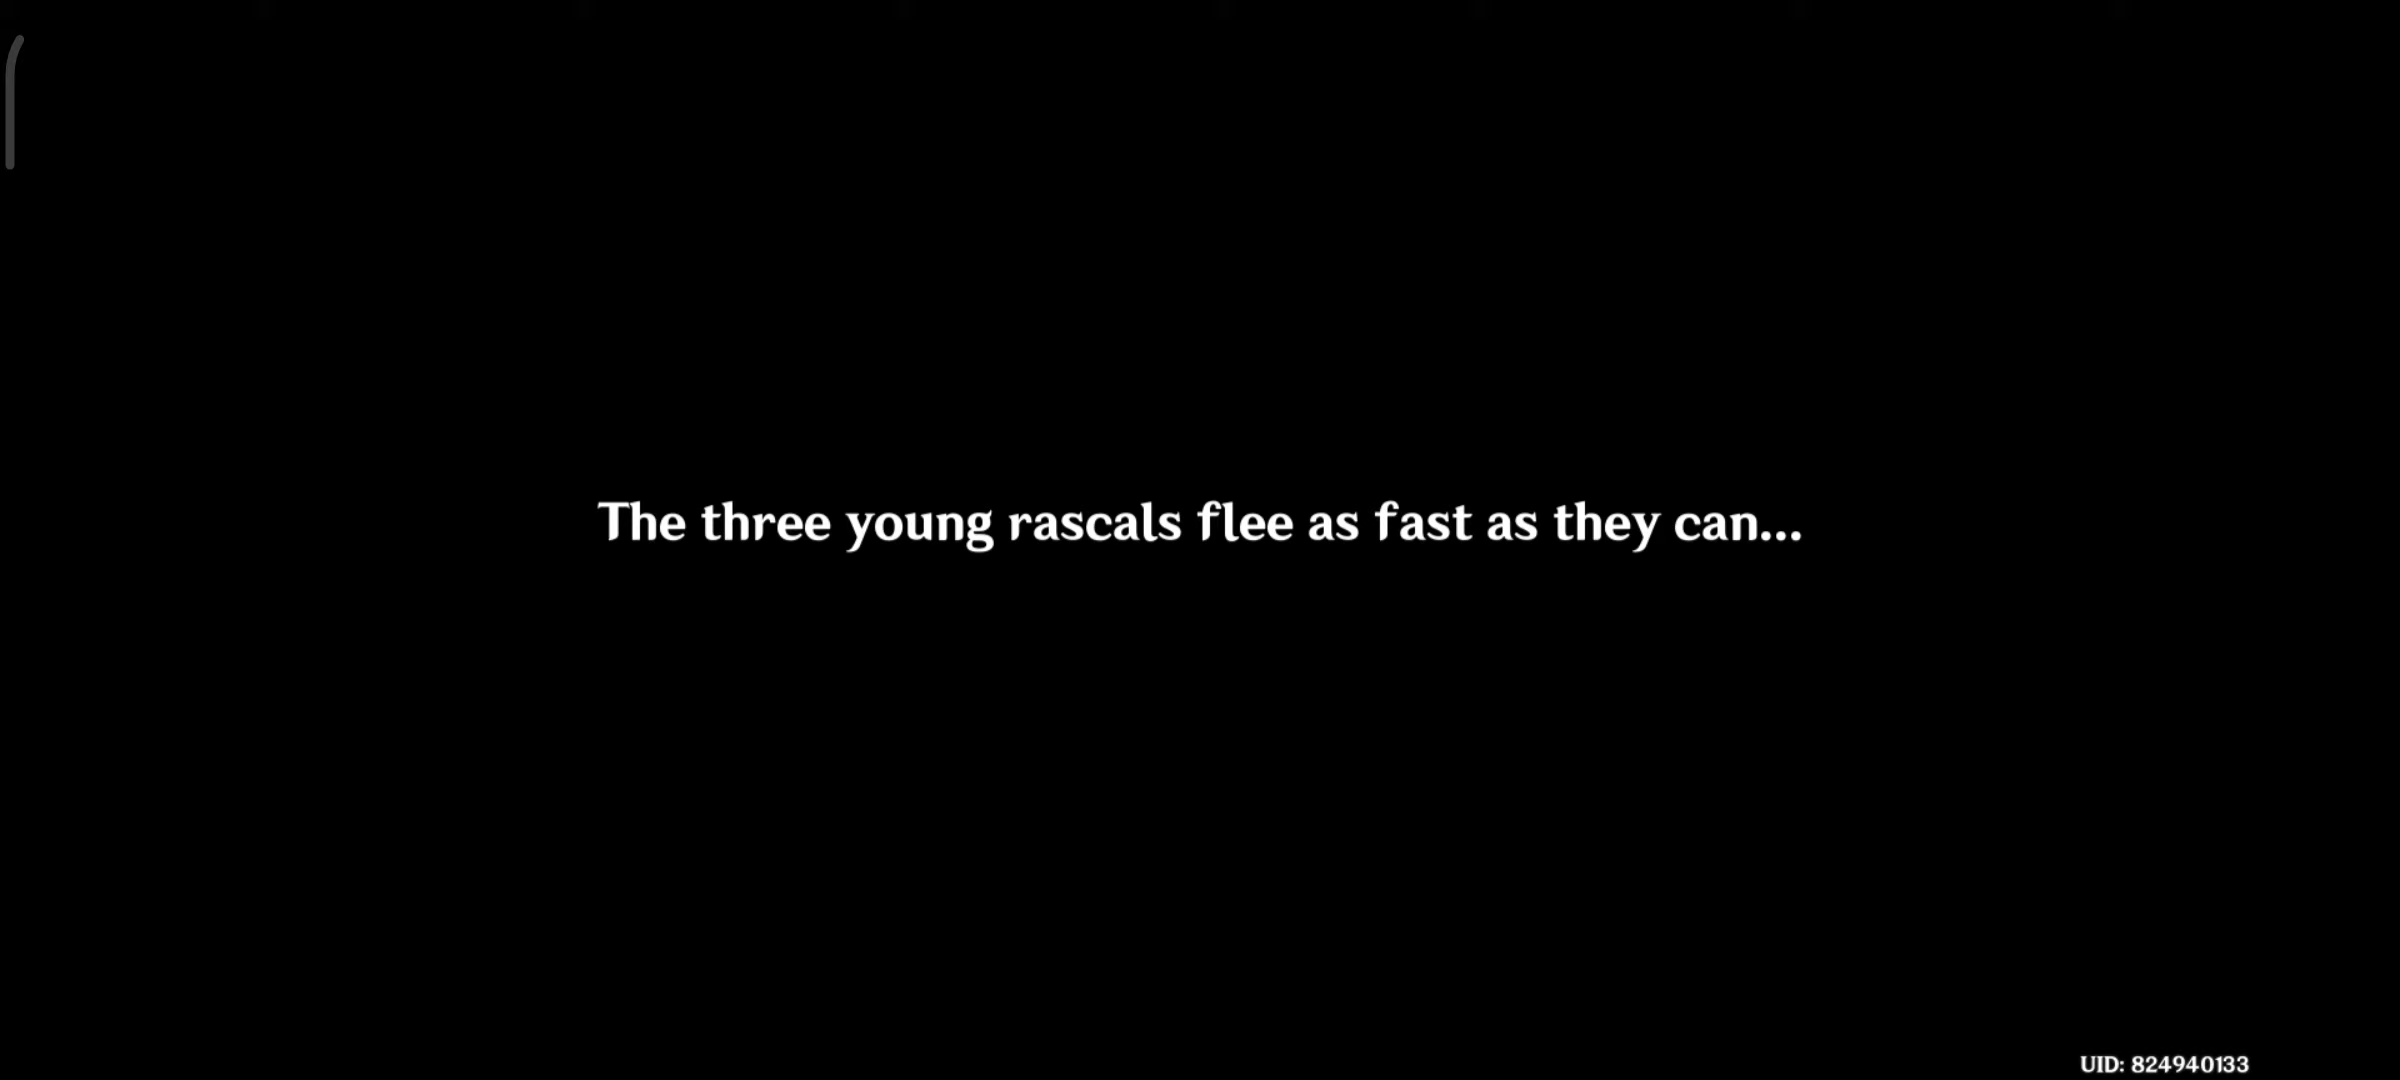 The three young rascals flee as fast as they can...
UID: 824940133